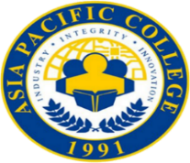 ASIA PACIFIC COLLEGE
INDUSTRY • INTEGRITY • INNOVATION
1991